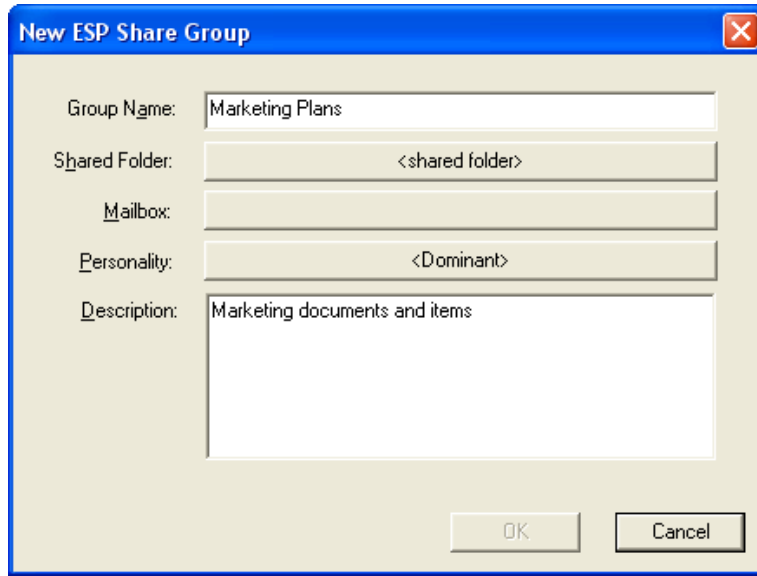 New ESP Share Group
Group Name: Marketing Plans
Shared Folder: <shared folder>
Mailbox:
Personality: <Dominant>
Description: Marketing documents and items
OK Cancel